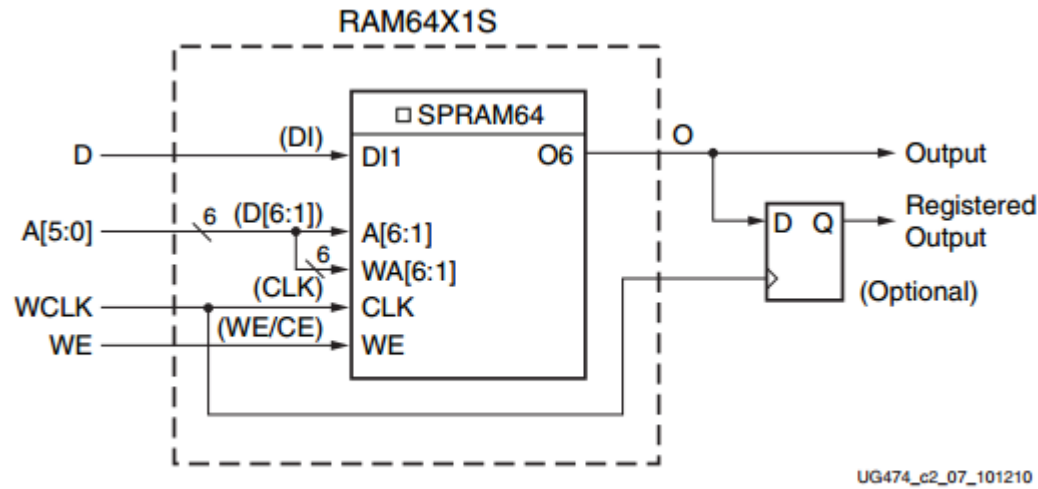 RAM64X1S
□ SPRAM64
D
(DI)
DI1
O6
O
Output
A[5:0]
6
(D[6:1])
A[6:1]
6
WA[6:1]
D Q
Registered
Output
WCLK
(CLK)
CLK
(Optional)
WE
(WE/CE)
WE
UG474_c2_07_101210